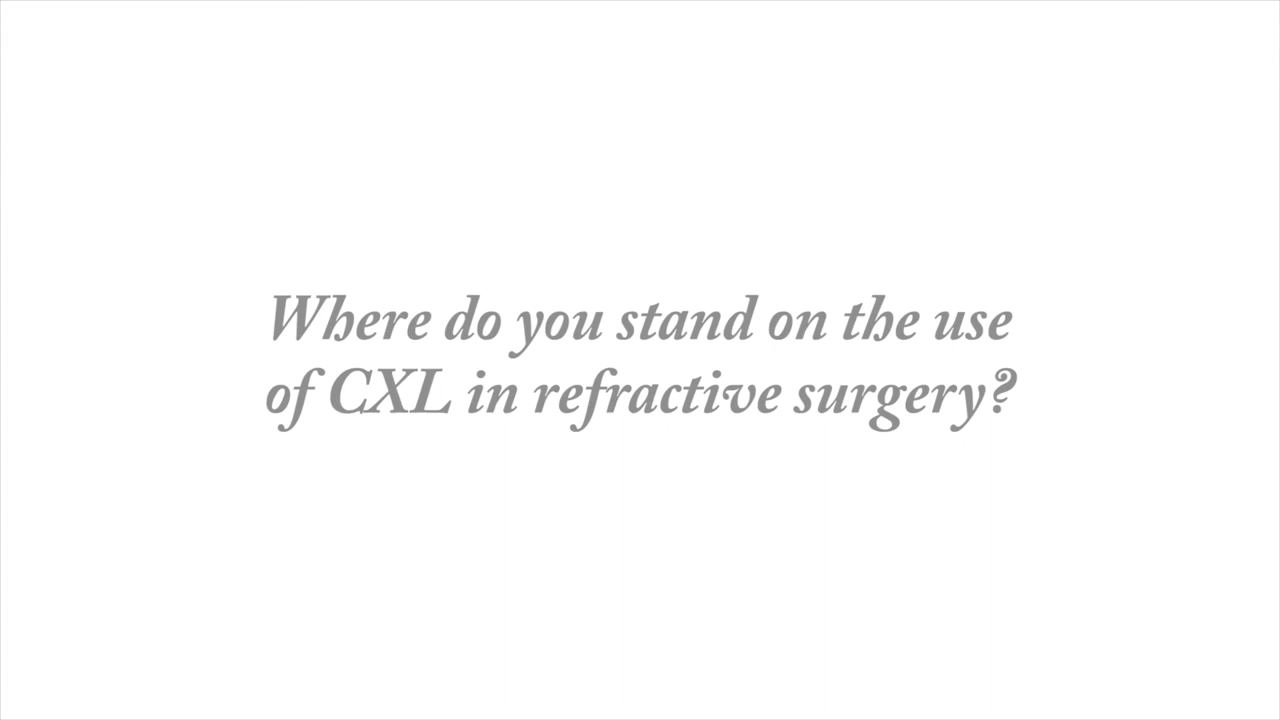 Where do you stand on the use
of CXL in refractive surgery?